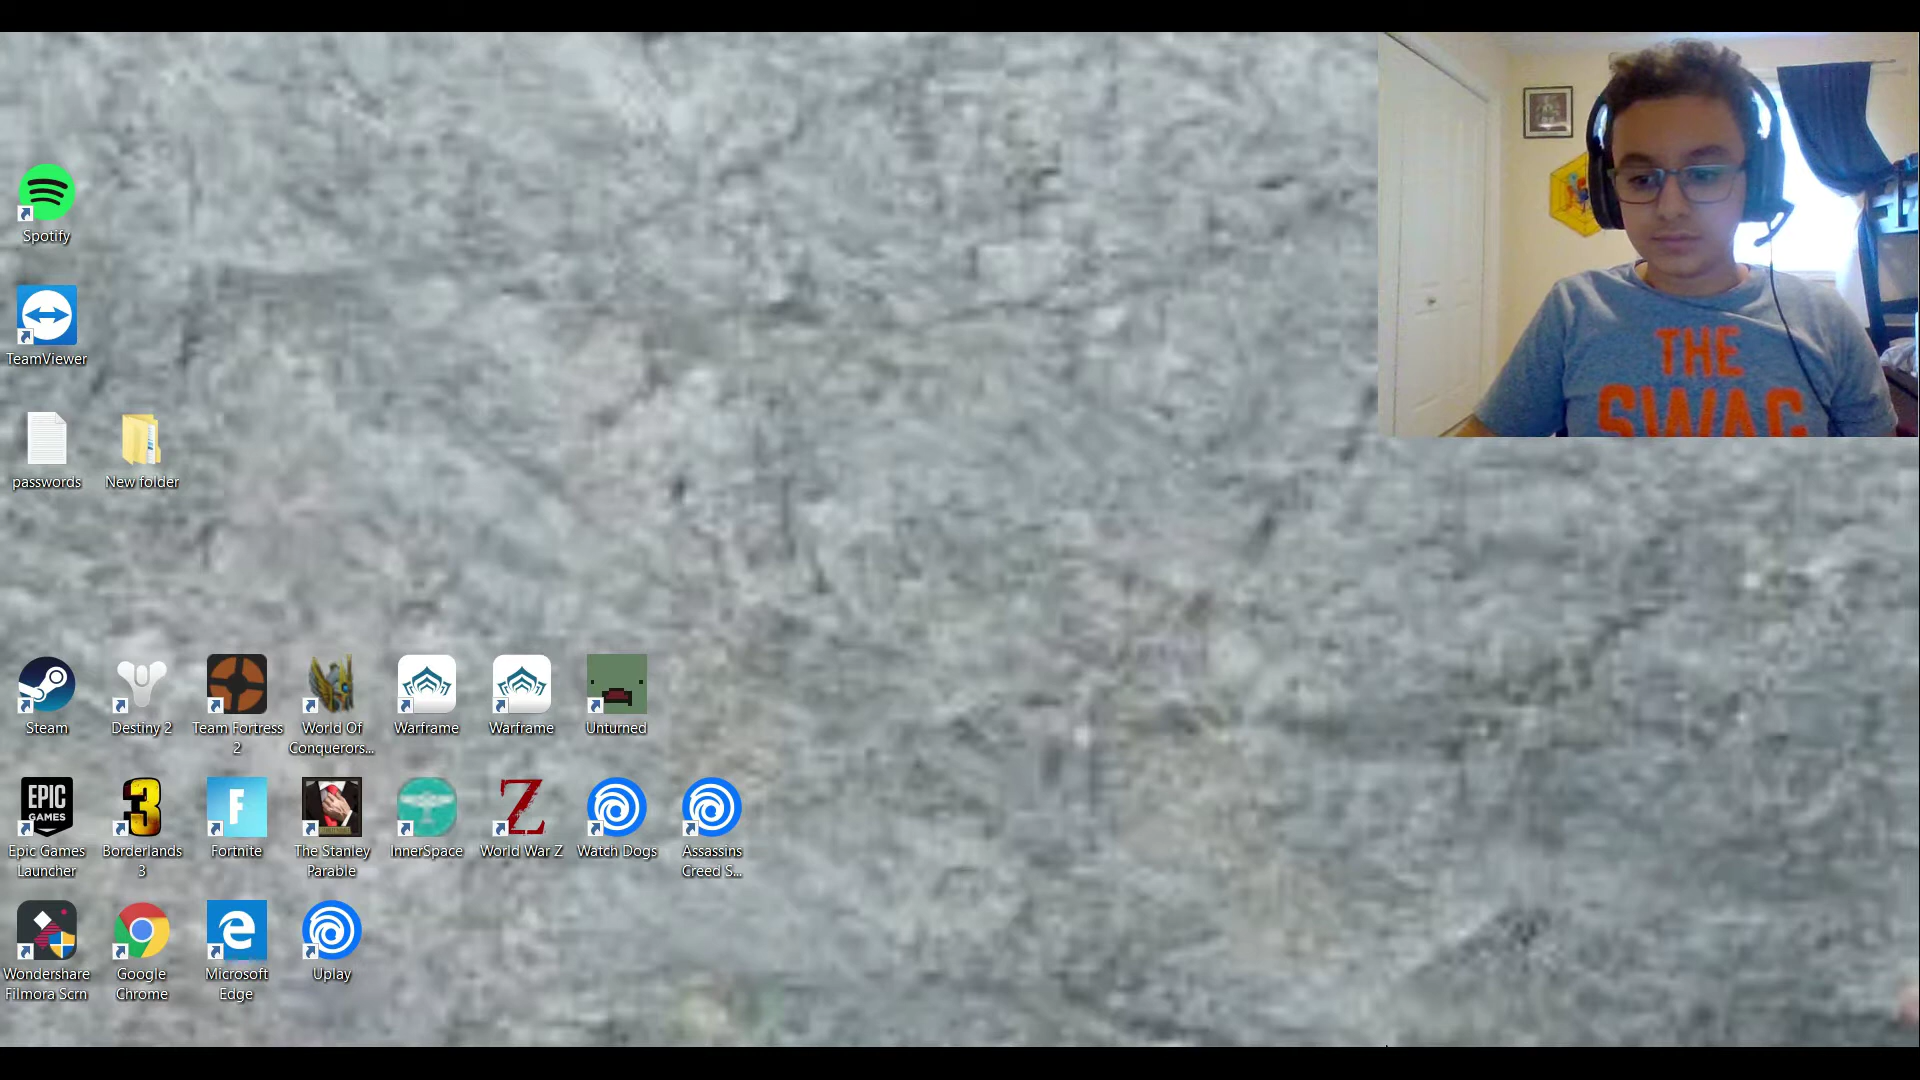 Spotify
TeamViewer
passwords
New folder
Steam
Destiny 2
Team Fortress
2
World Of
Conquerors...
Warframe
Warframe
Unturned
EPIC
GAMES
Epic Games
Launcher
3
Borderlands
3
F
Fortnite
The Stanley
Parable
InnerSpace
Z
World War Z
Watch Dogs
Assassins
Creed S...
Wondershare
Filmora Scrn
Google
Chrome
Microsoft
Edge
Uplay
THE
SWAG